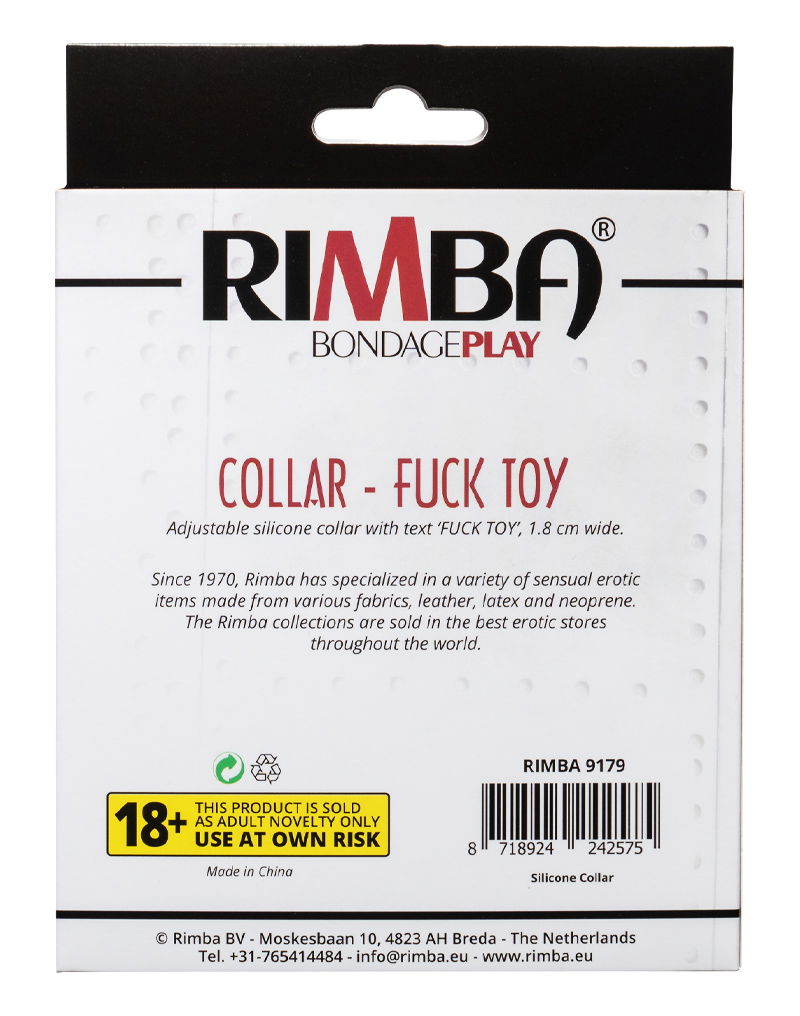 RIMBA®
BONDAGEPLAY
COLLAR - FUCK TOY
Adjustable silicone collar with text ‘FUCK TOY’, 1.8 cm wide.
Since 1970, Rimba has specialized in a variety of sensual erotic
items made from various fabrics, leather, latex and neoprene.
The Rimba collections are sold in the best erotic stores
throughout the world.
18+
THIS PRODUCT IS SOLD
AS ADULT NOVELTY ONLY
USE AT OWN RISK
Made in China
RIMBA 9179
8 718924 242575
Silicone Collar
© Rimba BV - Moskesbaan 10, 4823 AH Breda - The Netherlands
Tel. +31-765414484 - info@rimba.eu - www.rimba.eu